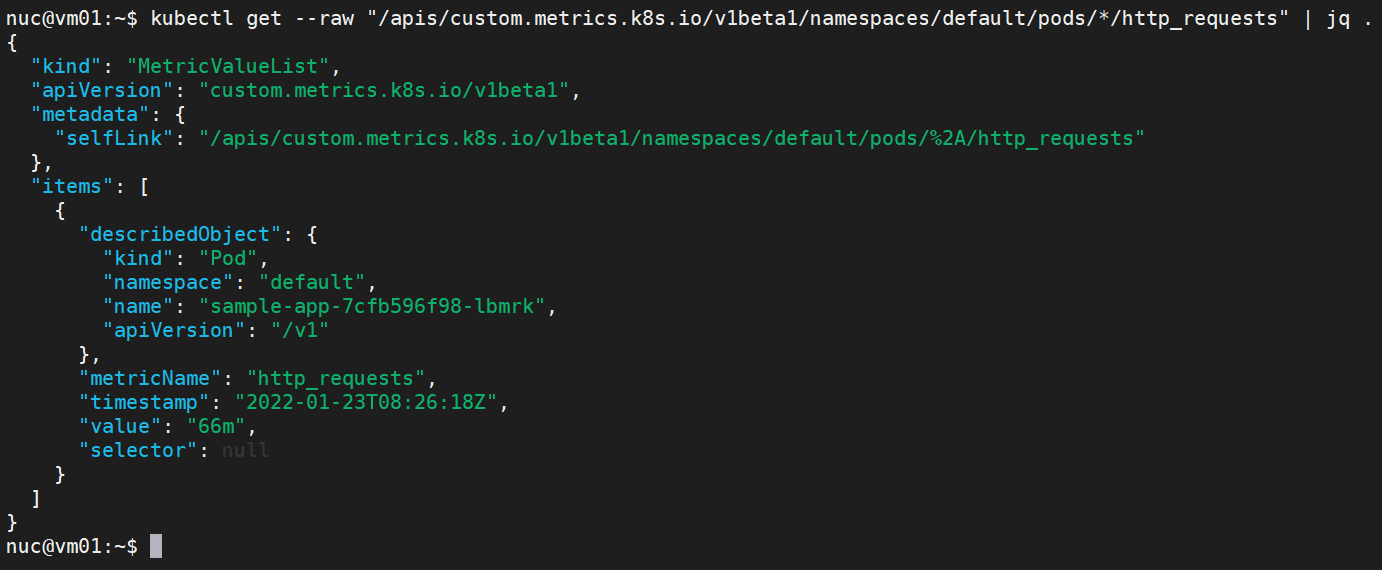 nuc@vm01:~$ kubectl get --raw "/apis/custom.metrics.k8s.io/v1beta1/namespaces/default/pods/*/http_requests" | jq .
{
  "kind": "MetricValueList",
  "apiVersion": "custom.metrics.k8s.io/v1beta1",
  "metadata": {
    "selfLink": "/apis/custom.metrics.k8s.io/v1beta1/namespaces/default/pods/%2A/http_requests"
  },
  "items": [
    {
      "describedObject": {
        "kind": "Pod",
        "namespace": "default",
        "name": "sample-app-7cfb596f98-lbmrk",
        "apiVersion": "/v1"
      },
      "metricName": "http_requests",
      "timestamp": "2022-01-23T08:26:18Z",
      "value": "66m",
      "selector": null
    }
  ]
}
nuc@vm01:~$